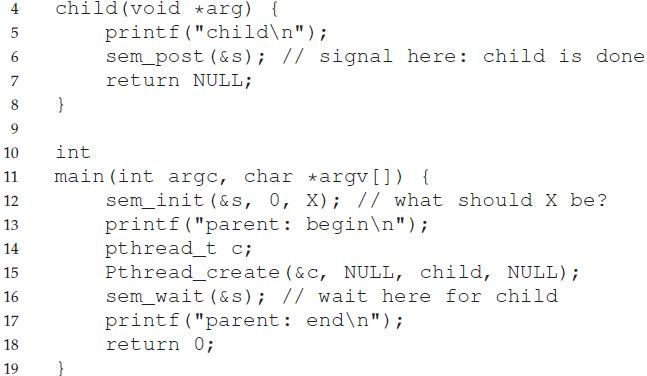 4 child(void *arg) {
5 printf("child\n");
6 sem_post(&s); // signal here: child is done
7 return NULL;
8 }
9
10 int
11 main(int argc, char *argv[]) {
12 sem_init(&s, 0, X); // what should X be?
13 printf("parent: begin\n");
14 pthread_t c;
15 Pthread_create(&c, NULL, child, NULL);
16 sem_wait(&s); // wait here for child
17 printf("parent: end\n");
18 return 0;
19 }